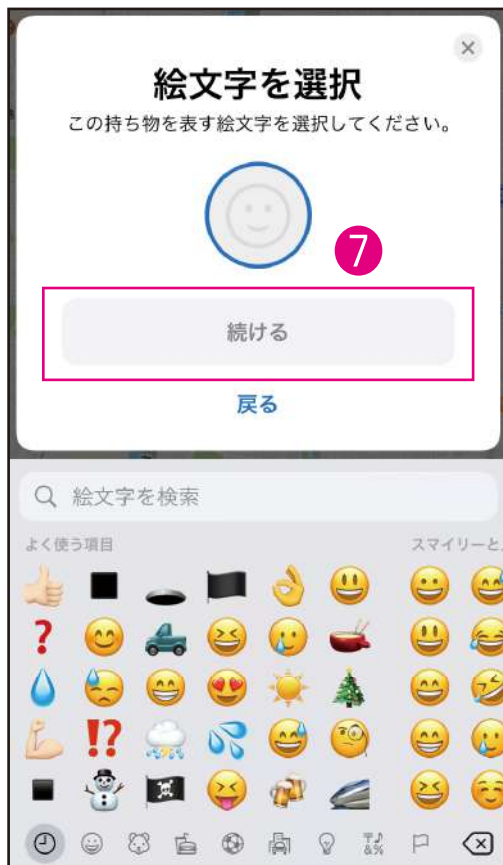 絵文字を選択
この持ち物を表す絵文字を選択してください。
7
続ける
戻る
絵文字を検索
よく使う項目
スマイリーと